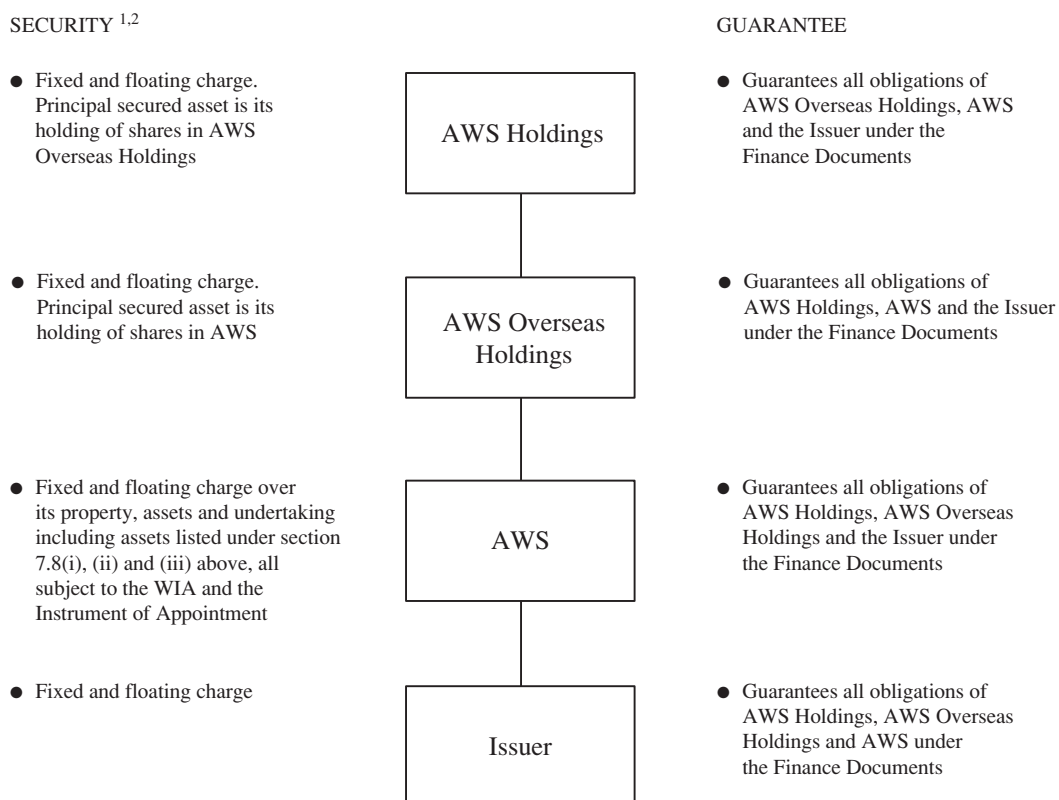 SECURITY 1,2
GUARANTEE
● Fixed and floating charge.
Principal secured asset is its
holding of shares in AWS
Overseas Holdings
AWS Holdings
● Guarantees all obligations of
AWS Overseas Holdings, AWS
and the Issuer under the
Finance Documents
● Fixed and floating charge.
Principal secured asset is its
holding of shares in AWS
AWS Overseas
Holdings
● Guarantees all obligations of
AWS Holdings, AWS and the Issuer
under the Finance Documents
● Fixed and floating charge over
its property, assets and undertaking
including assets listed under section
7.8(i), (ii) and (iii) above, all
subject to the WIA and the
Instrument of Appointment
AWS
● Guarantees all obligations of
AWS Holdings, AWS Overseas
Holdings and the Issuer under
the Finance Documents
● Fixed and floating charge
Issuer
● Guarantees all obligations of
AWS Holdings, AWS Overseas
Holdings and AWS under
the Finance Documents